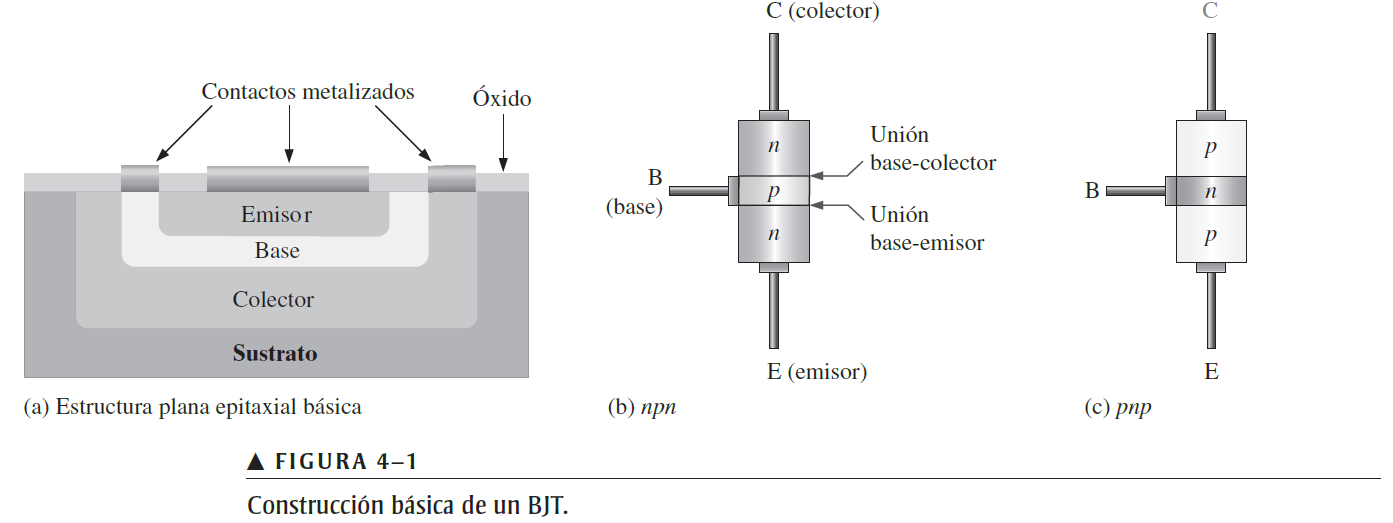 Contactos metalizados
Óxido
Emisor
Base
Colector
Sustrato
(a) Estructura plana epitaxial básica
C (colector)
n
Unión
base-colector
B
(base)
p
Unión
base-emisor
n
E (emisor)
(b) npn
C
p
B
n
p
E
(c) pnp
▲ FIGURA 4–1
Construcción básica de un BJT.